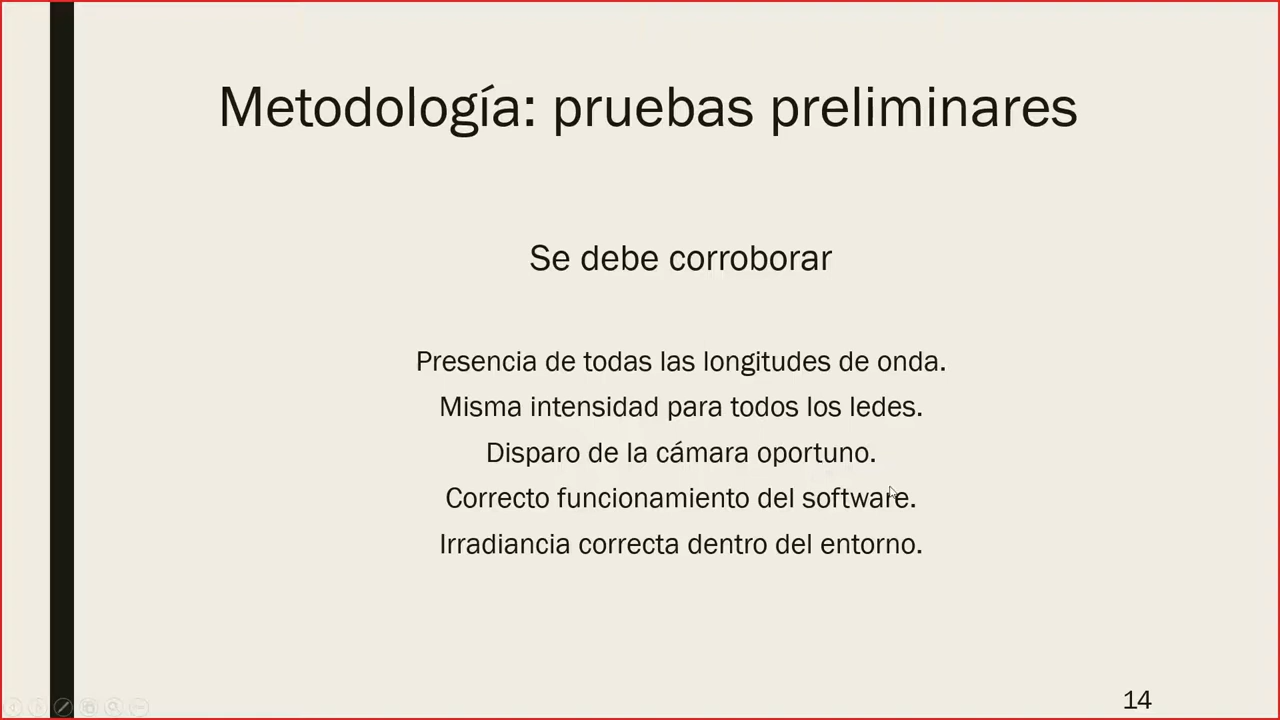 Metodología: pruebas preliminares
Se debe corroborar
Presencia de todas las longitudes de onda.
Misma intensidad para todos los ledes.
Disparo de la cámara oportuno.
Correcto funcionamiento del software.
Irradiancia correcta dentro del entorno.
14